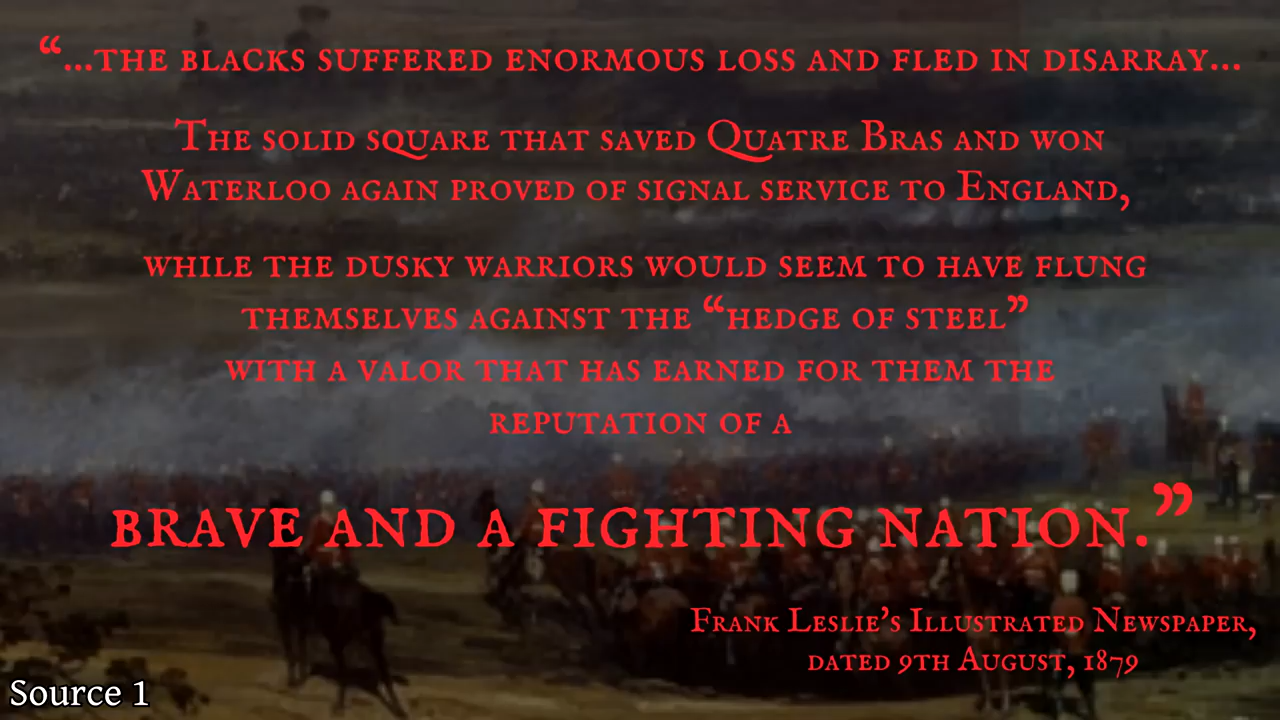 “...the blacks suffered enormous loss and fled in disarray...
The solid square that saved Quatre Bras and won
Waterloo again proved of signal service to England,
while the dusky warriors would seem to have flung
themselves against the “hedge of steel”
with a valor that has earned for them the
reputation of a
brave and a fighting nation.”
Frank Leslie's Illustrated Newspaper,
dated 9th August, 1879
Source 1